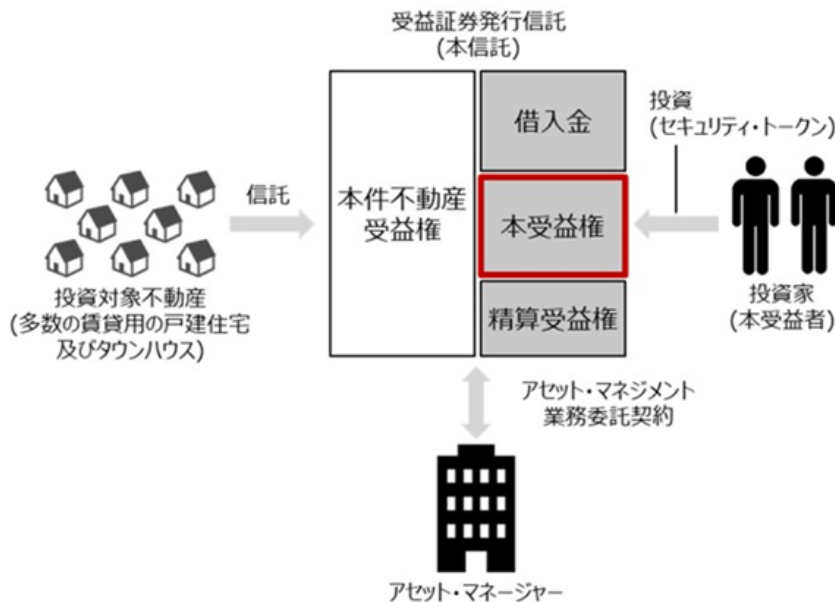 受益証券発行信託
(本信託)
借入金
投資
(セキュリティ・トークン)
信託
本件不動産
受益権
本受益権
投資対象不動産
(多数の賃貸用の戸建住宅
及びタウンハウス)
精算受益権
投資家
(本受益者)
アセット・マネジメント
業務委託契約
アセット・マネージャー